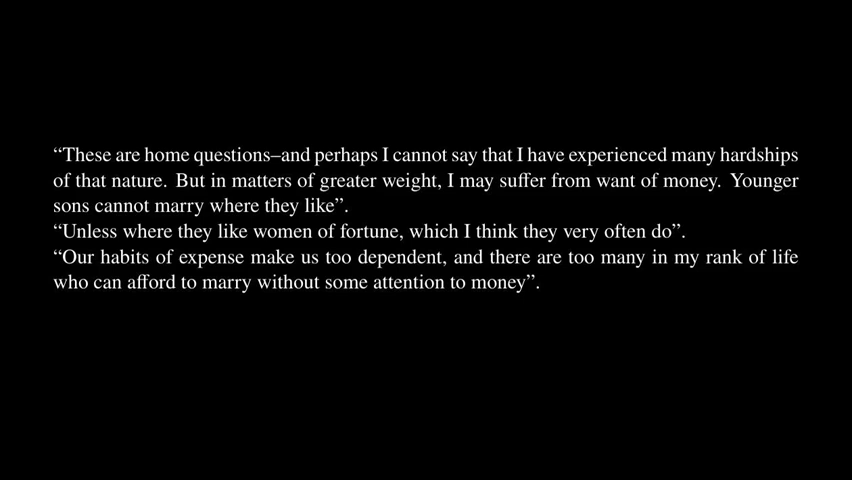 “These are home questions–and perhaps I cannot say that I have experienced many hardships
of that nature. But in matters of greater weight, I may suffer from want of money. Younger
sons cannot marry where they like”.
“Unless where they like women of fortune, which I think they very often do”.
“Our habits of expense make us too dependent, and there are too many in my rank of life
who can afford to marry without some attention to money”.